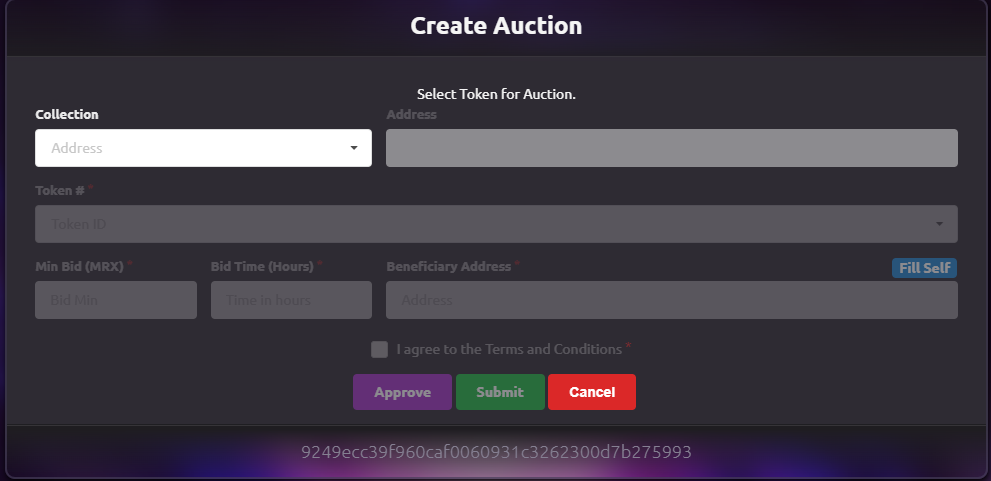 Create Auction
Select Token for Auction.
Collection Address
Address
Token # *
Token ID
Min Bid (MRX) * Bid Time (Hours) * Beneficiary Address * Fill Self
Bid Min Time in hours Address
I agree to the Terms and Conditions *
Approve Submit Cancel
9249ecc39f960caf0060931c3262300d7b275993